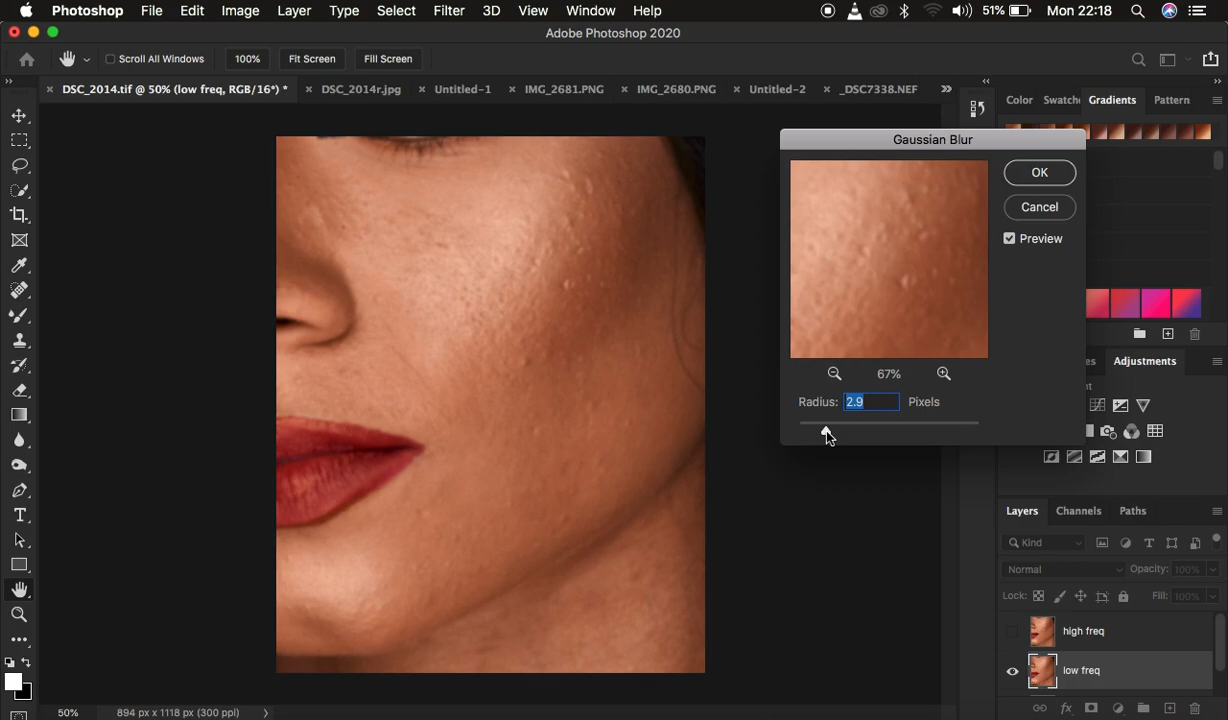 Photoshop File Edit Image Layer Type Select Filter 3D View Window Help 51% Mon 22:18
Adobe Photoshop 2020
Scroll All Windows 100% Fit Screen Fill Screen
DSC_2014.tif @ 50% (low freq, RGB/16*) * DSC_2014r.jpg Untitled-1 IMG_2681.PNG IMG_2680.PNG Untitled-2 _DSC7338.NEF
Color Swatch Gradients Pattern
Gaussian Blur
OK
Cancel
Preview
67%
Radius: 2.9 Pixels
es Adjustments
nt
Layers Channels Paths
Kind
Normal Opacity: 100%
Lock: Fill: 100%
high freq
low freq
50% 894 px x 1118 px (300 ppi)